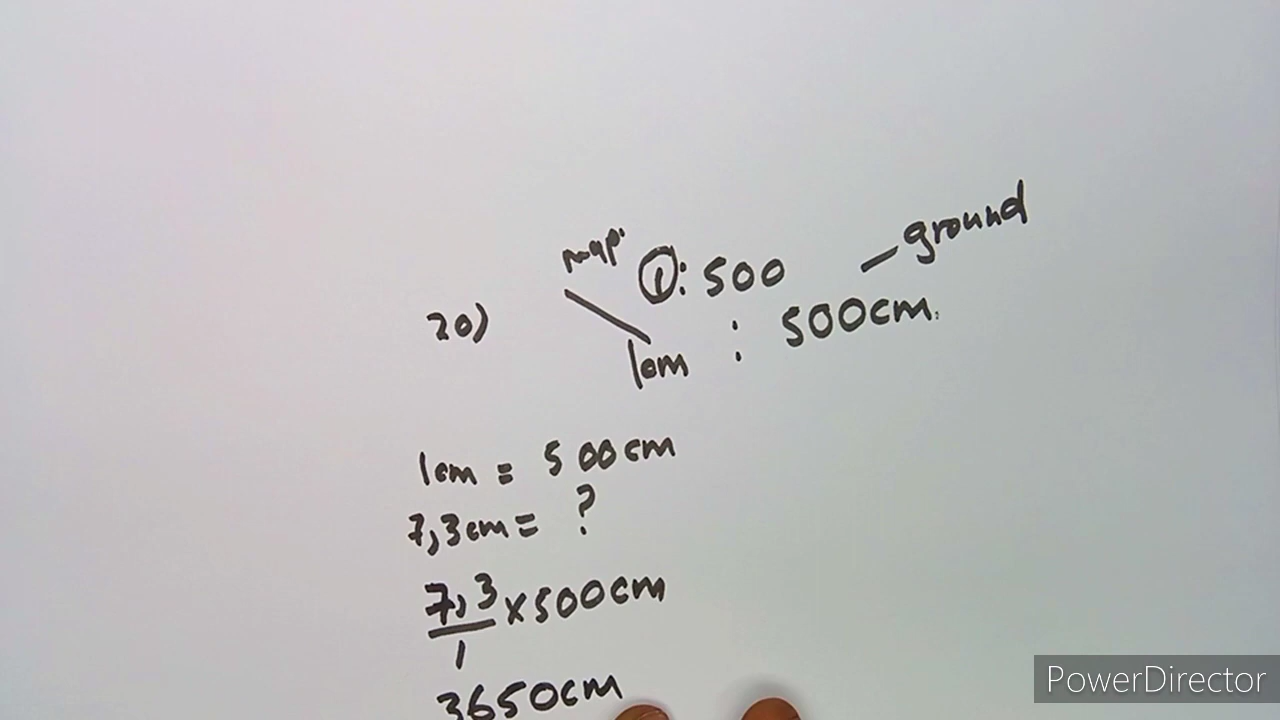 map. 1 : 500 — ground
20) 1cm : 500cm.
1cm = 500cm
7,3cm = ?
7,3 x 500cm
1
3650cm
PowerDirector